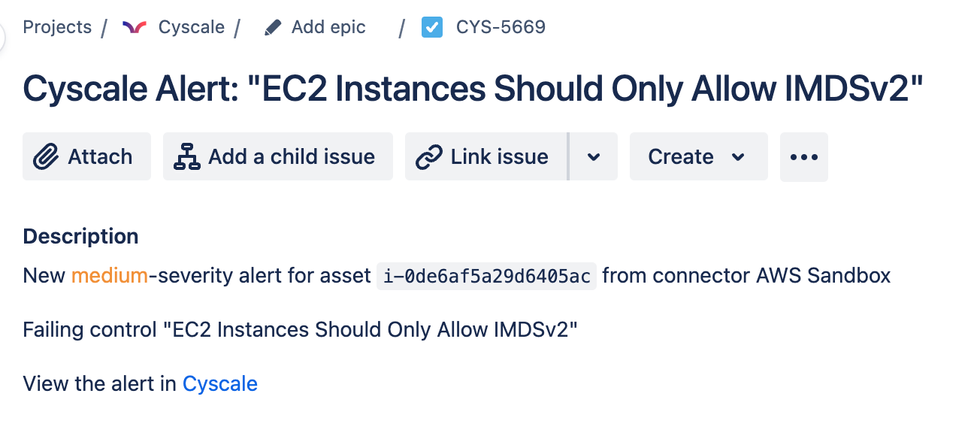 Projects / Cyscale / Add epic / CYS-5669
Cyscale Alert: "EC2 Instances Should Only Allow IMDSv2"
Attach Add a child issue Link issue Create
Description
New medium-severity alert for asset i-0de6af5a29d6405ac from connector AWS Sandbox
Failing control "EC2 Instances Should Only Allow IMDSv2"
View the alert in Cyscale